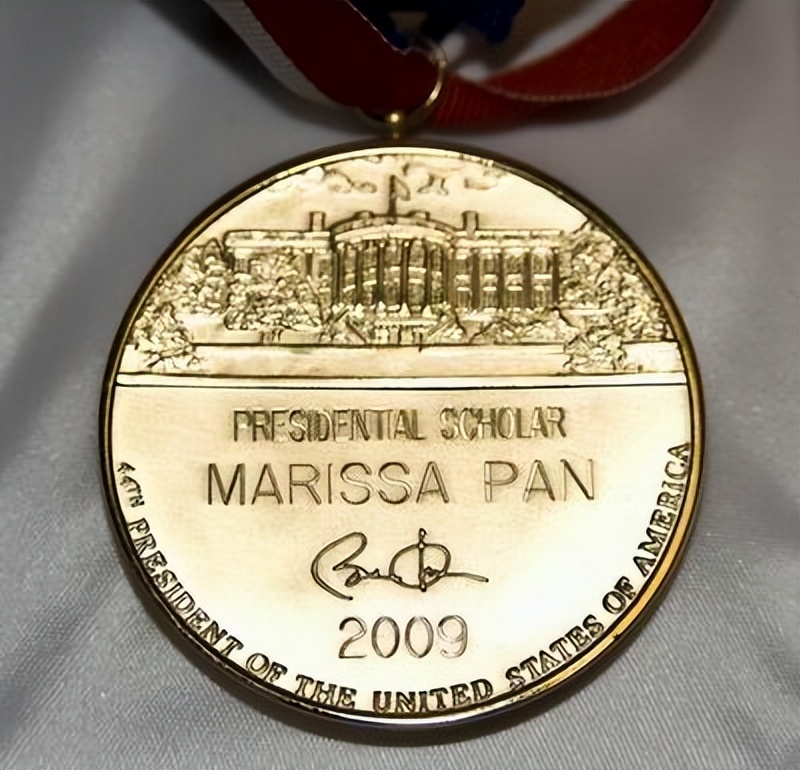 PRESIDENTIAL SCHOLAR
MARISSA PAN
2009
44TH PRESIDENT OF THE UNITED STATES OF AMERICA